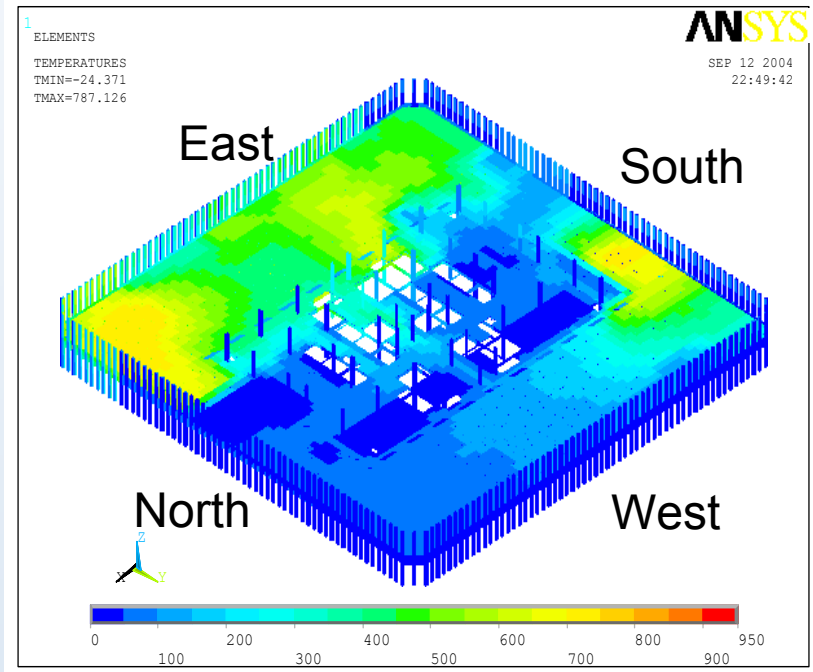 1
ELEMENTS
TEMPERATURES
TMIN=-24.371
TMAX=787.126
ANSYS
SEP 12 2004
22:49:42
East
South
North
West
Z
X
Y
0
100
200
300
400
500
600
700
800
900
950